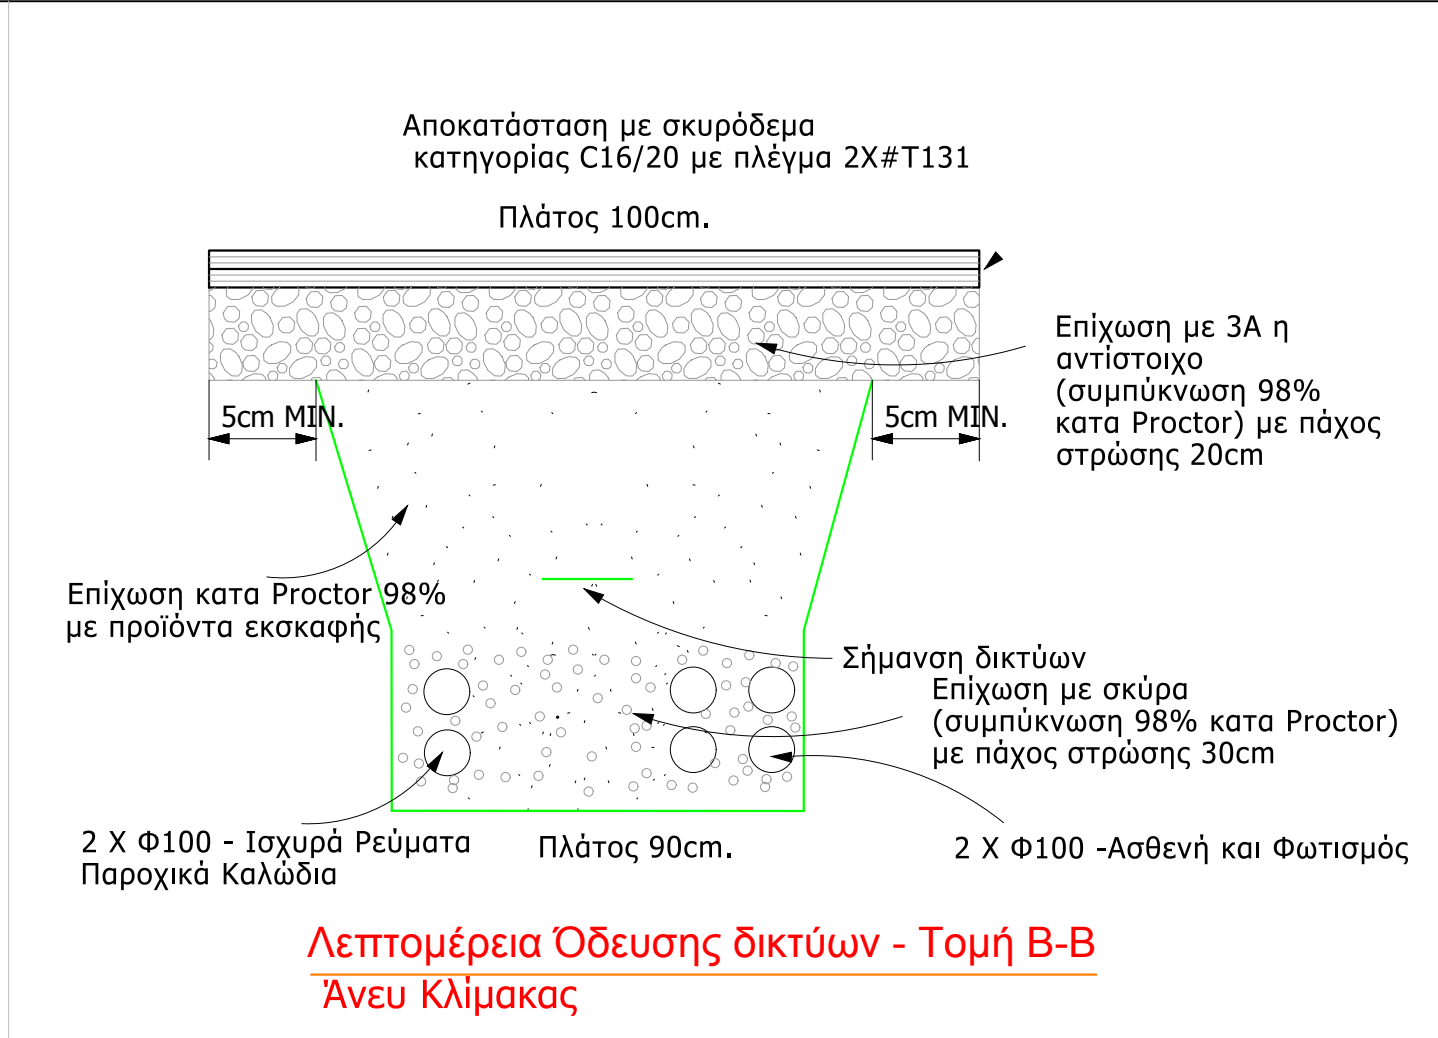 Αποκατάσταση με σκυρόδεμα
κατηγορίας C16/20 με πλέγμα 2X#T131
Πλάτος 100cm.
Επίχωση με 3Α η
αντίστοιχο
(συμπύκνωση 98%
κατα Proctor) με πάχος
στρώσης 20cm
5cm MIN.
5cm MIN.
Επίχωση κατα Proctor 98%
με προϊόντα εκσκαφής
Σήμανση δικτύων
Επίχωση με σκύρα
(συμπύκνωση 98% κατα Proctor)
με πάχος στρώσης 30cm
2 Χ Φ100 - Ισχυρά Ρεύματα
Παροχικά Καλώδια
Πλάτος 90cm.
2 Χ Φ100 -Ασθενή και Φωτισμός
Λεπτομέρεια Όδευσης δικτύων - Τομή Β-Β
Άνευ Κλίμακας